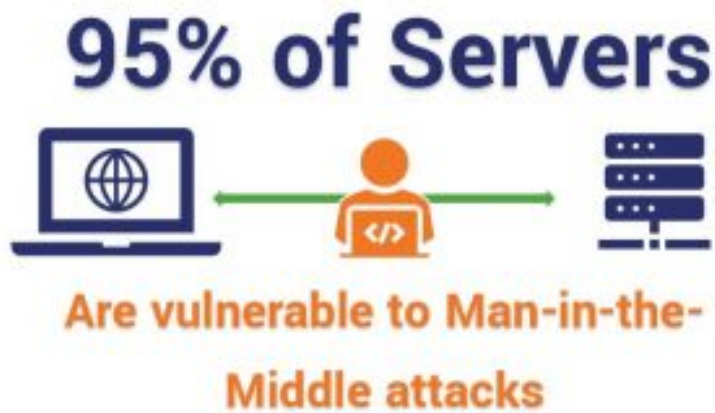 95% of Servers
</>
Are vulnerable to Man-in-the-
Middle attacks